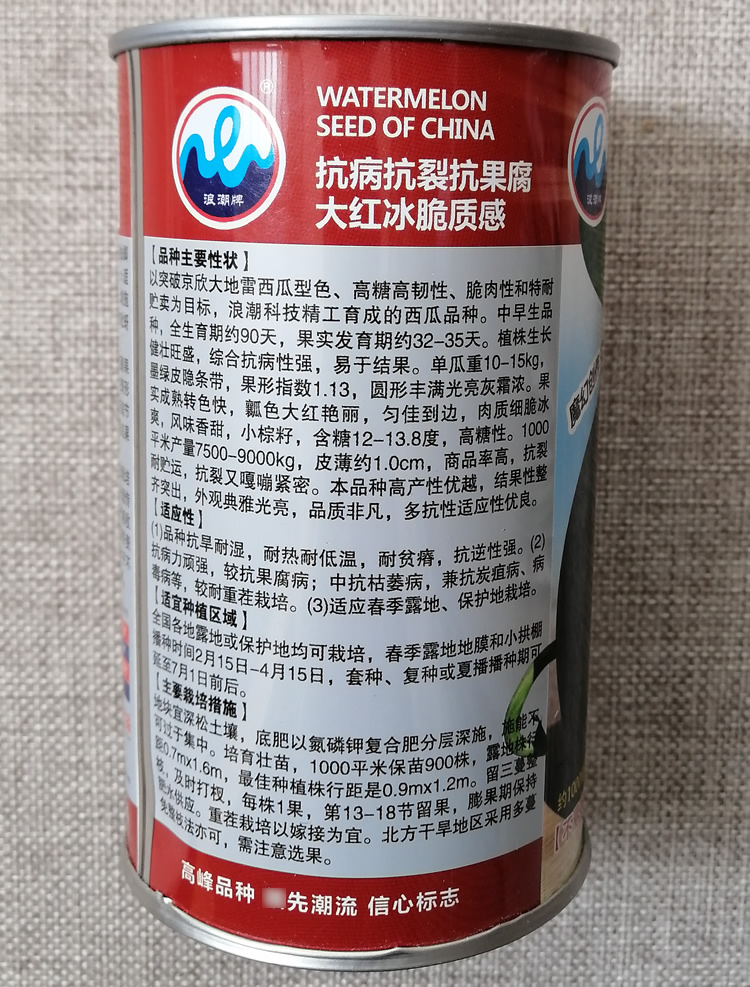 ®
WATERMELON
SEED OF CHINA
浪潮牌
浪潮牌
抗病抗裂抗果腐
大红冰脆质感
【品种主要性状】
以突破京欣大地雷西瓜型色、高糖高韧性、脆肉性和特耐
贮卖为目标，浪潮科技精工育成的西瓜品种。中早生品
种，全生育期约90天，果实发育期约32-35天。植株生长
健壮旺盛，综合抗病性强，易于结果。单瓜重10-15kg，
墨绿皮隐条带，果形指数1.13，圆形丰满光亮灰霜浓。果
实成熟转色快，瓤色大红艳丽，匀佳到边，肉质细脆冰
爽，风味香甜，小棕籽，含糖12-13.8度，高糖性。1000
平米产量7500-9000kg，皮薄约1.0cm，商品率高，抗裂
耐贮运，抗裂又嘎嘣紧密。本品种高产性优越，结果性整
齐突出，外观典雅光亮，品质非凡，多抗性适应性优良。
【适应性】
(1)品种抗旱耐湿，耐热耐低温，耐贫瘠，抗逆性强。(2)
抗病力顽强，较抗果腐病；中抗枯萎病，兼抗炭疽病、病
毒病等，较耐重茬栽培。(3)适应春季露地、保护地栽培。
【适宜种植区域】
全国各地露地或保护地均可栽培，春季露地地膜和小拱棚
播种时间2月15日-4月15日，套种、复种或夏播播种期可
延至7月1日前后。
【主要栽培措施】
地块宜深松土壤，底肥以氮磷钾复合肥分层深施，施能不
可过于集中。培育壮苗，1000平米保苗900株，露地株行
距0.7mx1.6m，最佳种植株行距是0.9mx1.2m。留三蔓整
枝，及时打杈，每株1果，第13-18节留果，膨果期保持
肥水供应。重茬栽培以嫁接为宜。北方干旱地区采用多蔓
免整枝法亦可，需注意选果。
高峰品种 先潮流 信心标志